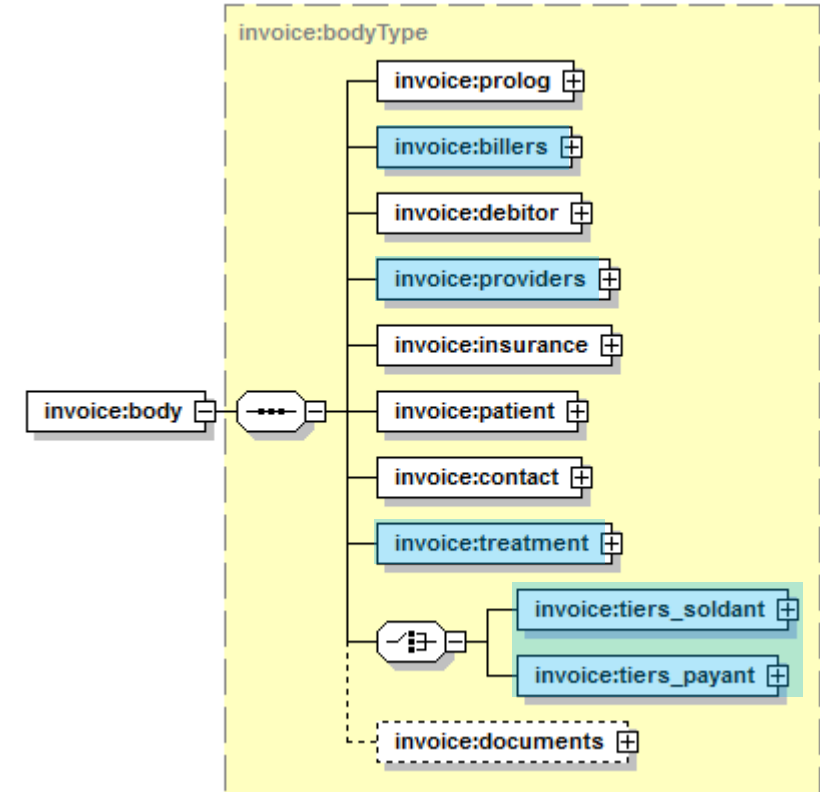 invoice:bodyType
invoice:prolog
invoice:billers
invoice:debitor
invoice:providers
invoice:insurance
invoice:body
invoice:patient
invoice:contact
invoice:treatment
invoice:tiers_soldant
invoice:tiers_payant
invoice:documents